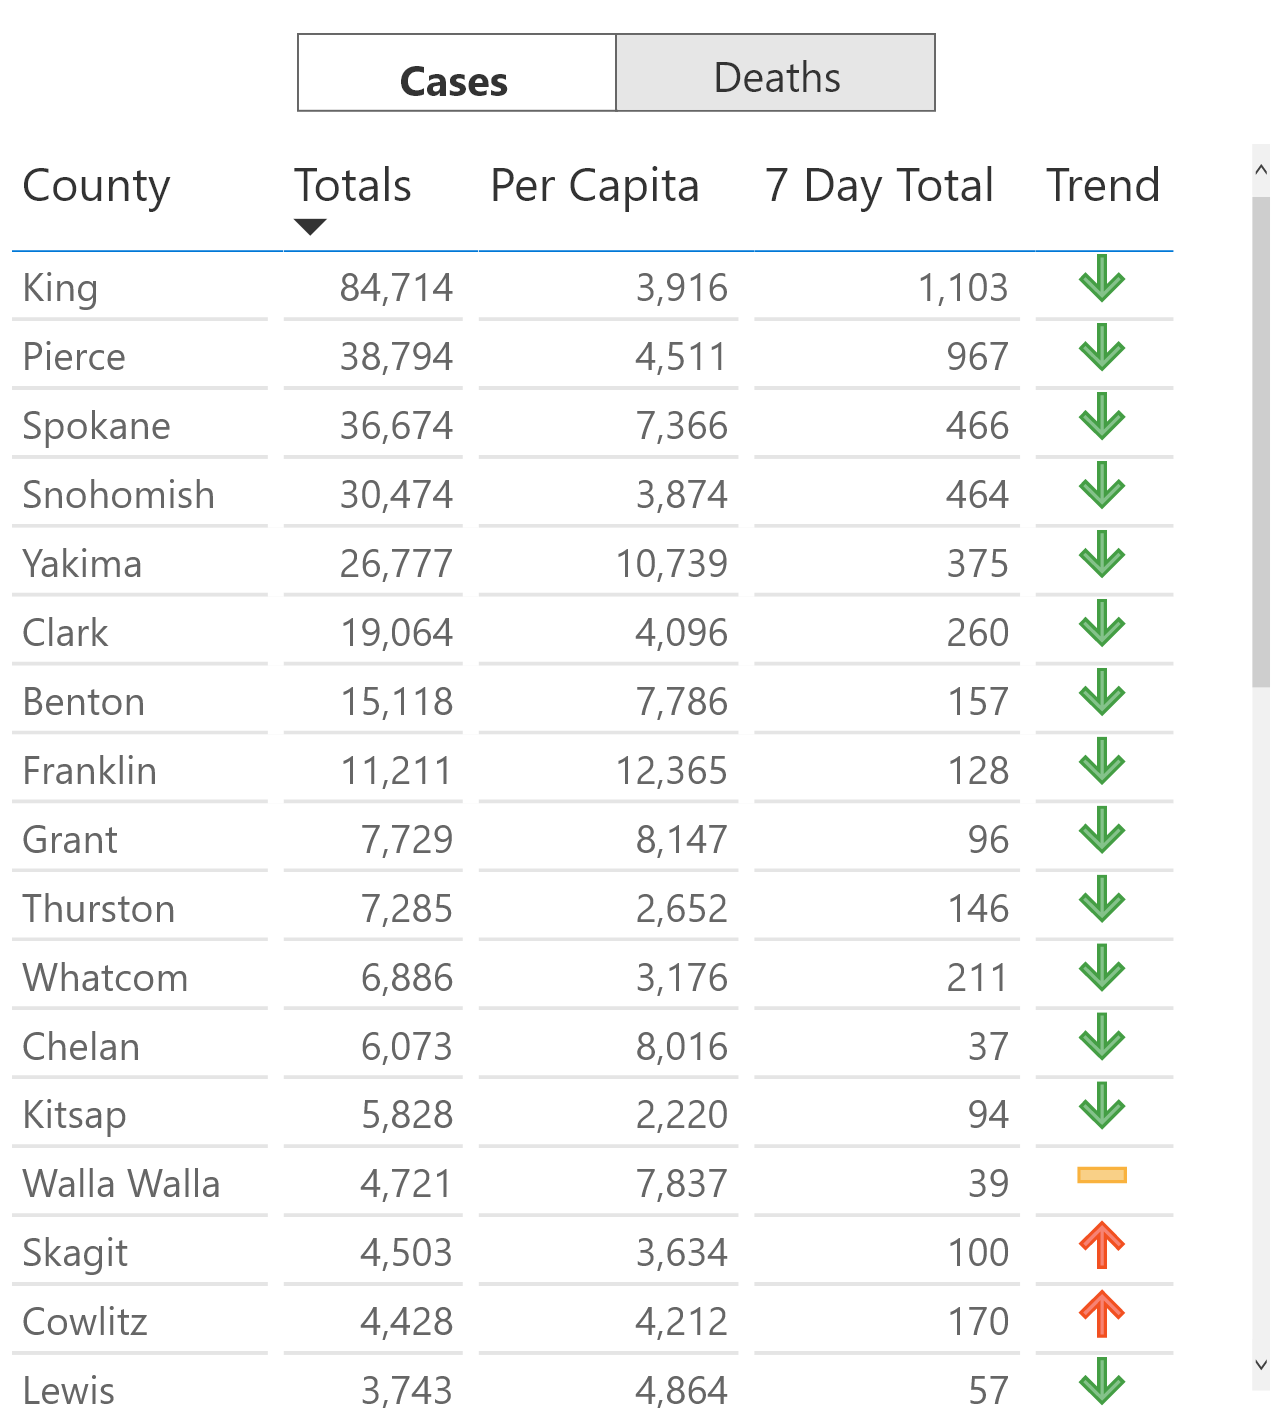 Cases Deaths
County Totals Per Capita 7 Day Total Trend
King 84,714 3,916 1,103
Pierce 38,794 4,511 967
Spokane 36,674 7,366 466
Snohomish 30,474 3,874 464
Yakima 26,777 10,739 375
Clark 19,064 4,096 260
Benton 15,118 7,786 157
Franklin 11,211 12,365 128
Grant 7,729 8,147 96
Thurston 7,285 2,652 146
Whatcom 6,886 3,176 211
Chelan 6,073 8,016 37
Kitsap 5,828 2,220 94
Walla Walla 4,721 7,837 39
Skagit 4,503 3,634 100
Cowlitz 4,428 4,212 170
Lewis 3,743 4,864 57